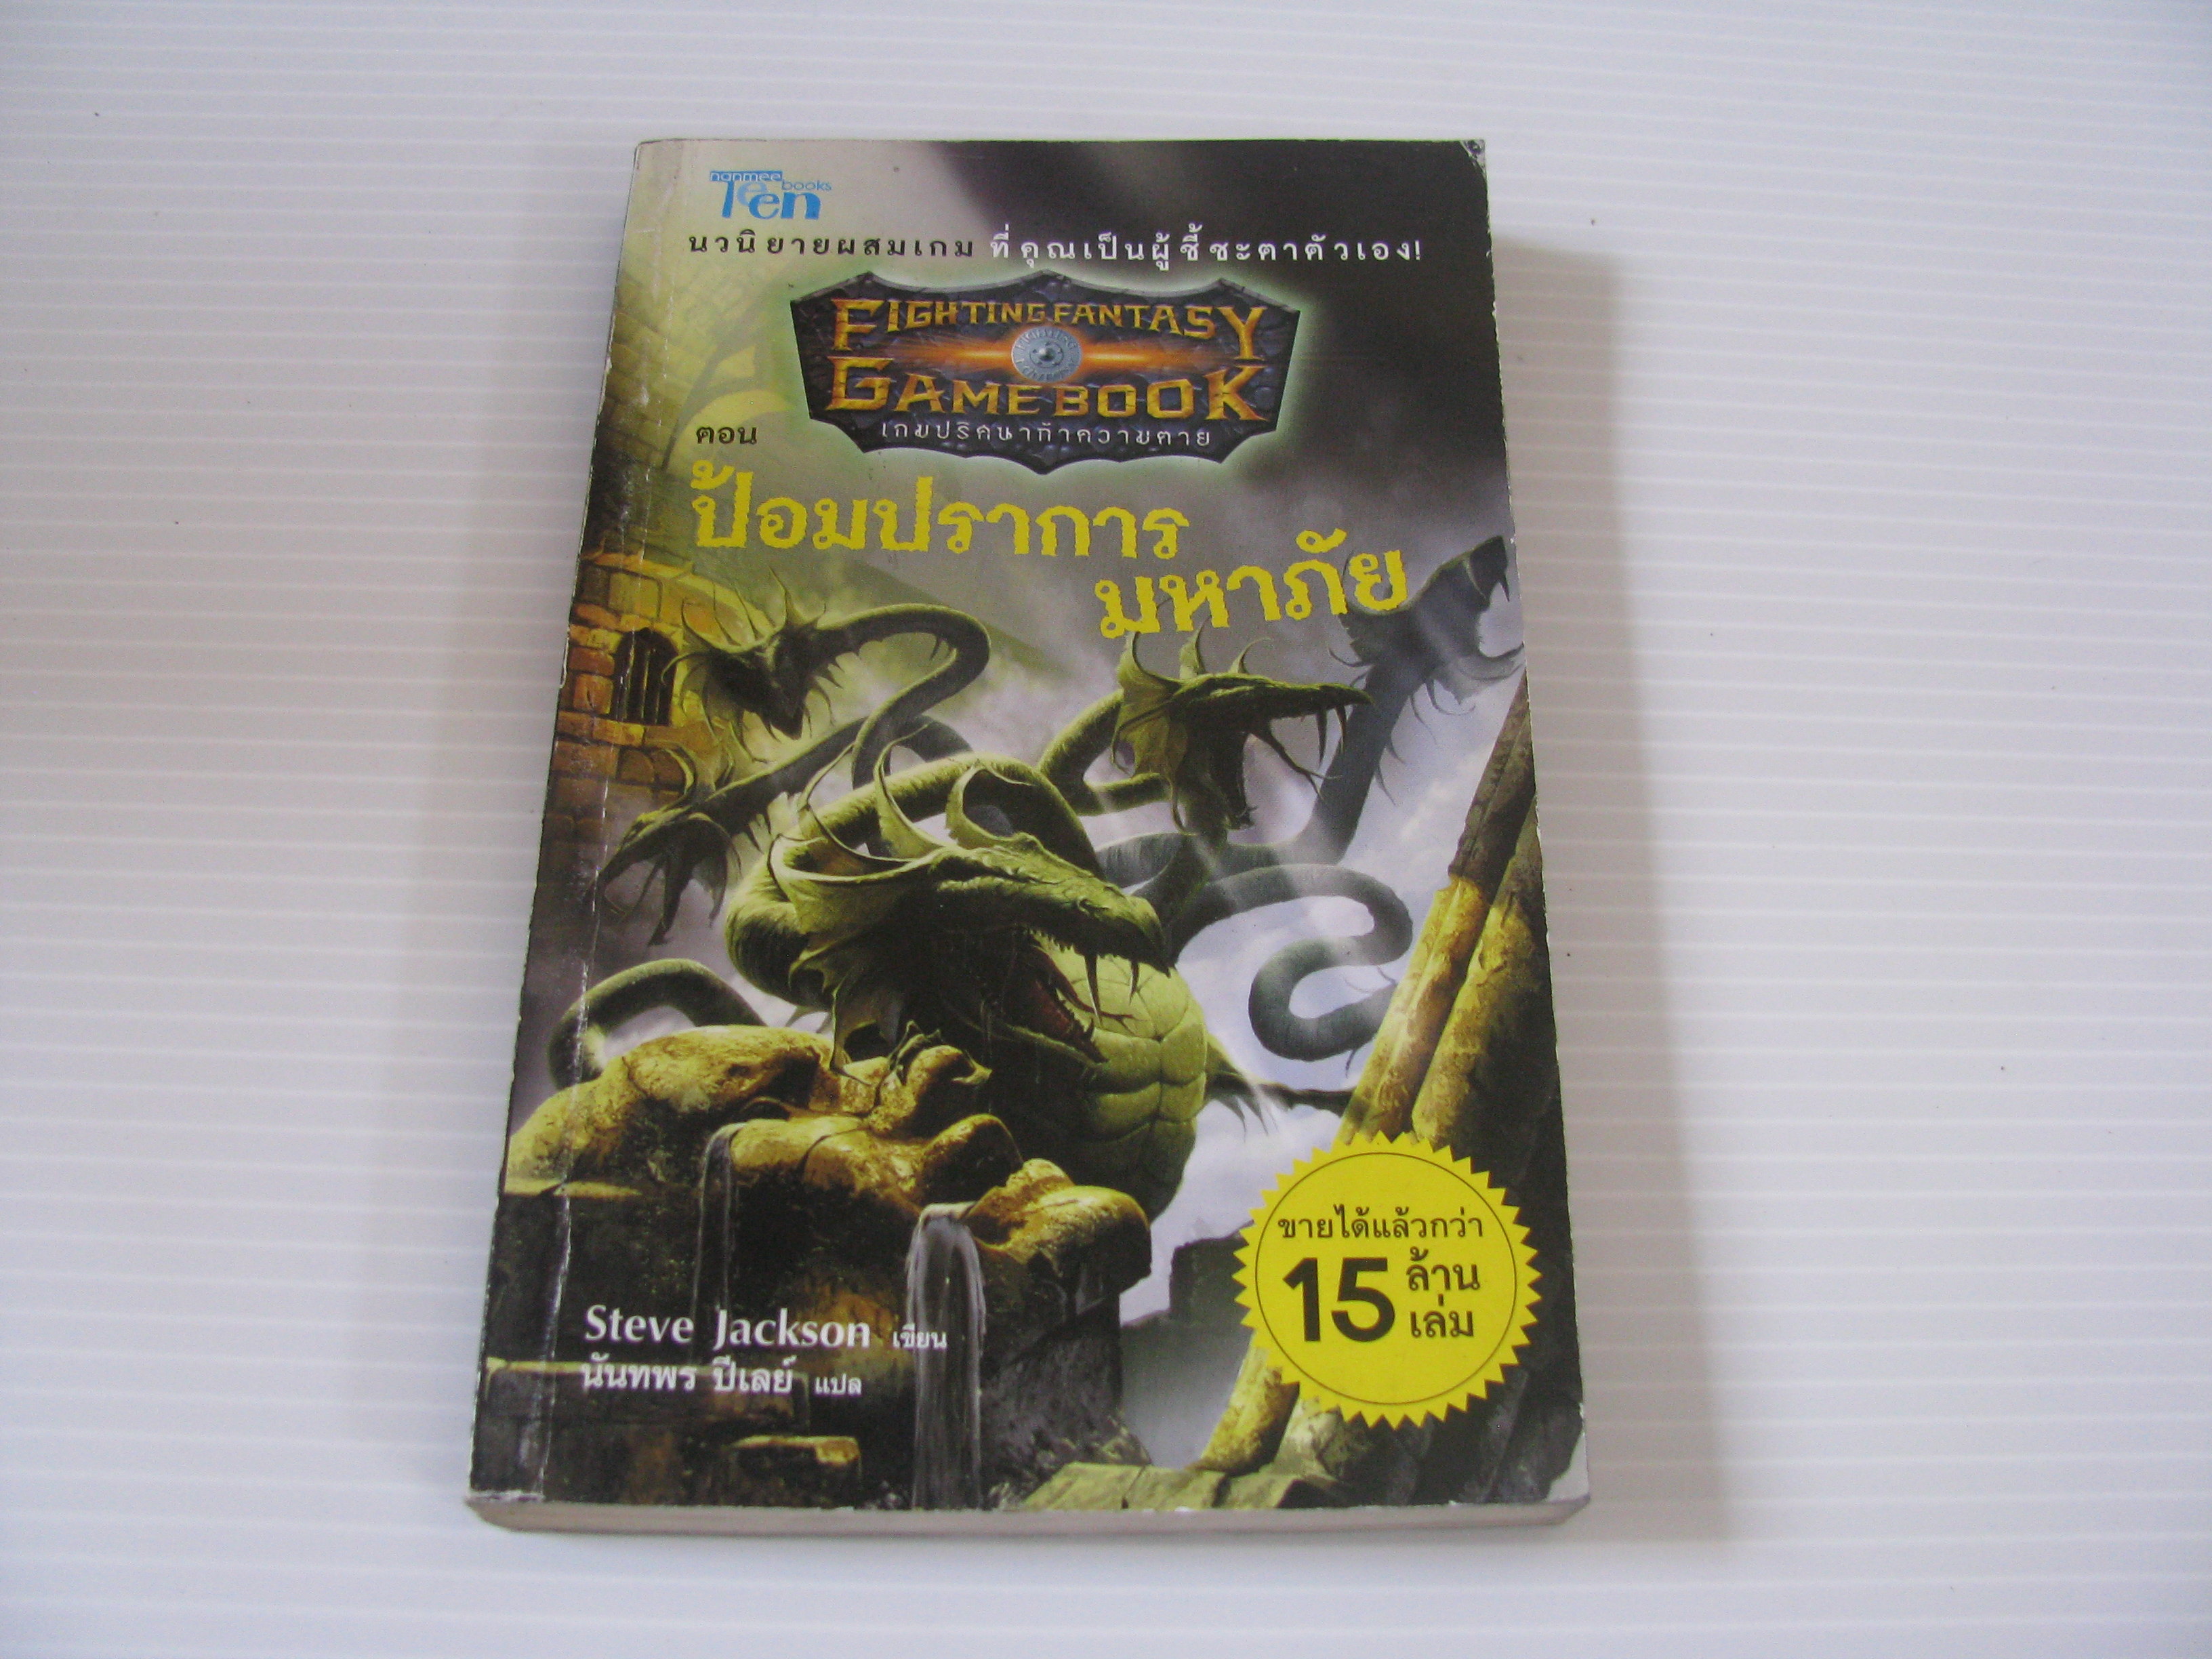 nanmee
books
Teen
นวนิยายผสมเกม ที่คุณเป็นผู้ชี้ชะตาตัวเอง!
FIGHTING FANTASY
GAMEBOOK
เกมปริศนาท้าความตาย
ตอน
ป้อมปราการ
มหาภัย
ขายได้แล้วกว่า
15 ล้าน
เล่ม
Steve Jackson เขียน
นันทพร ปีเลย์ แปล